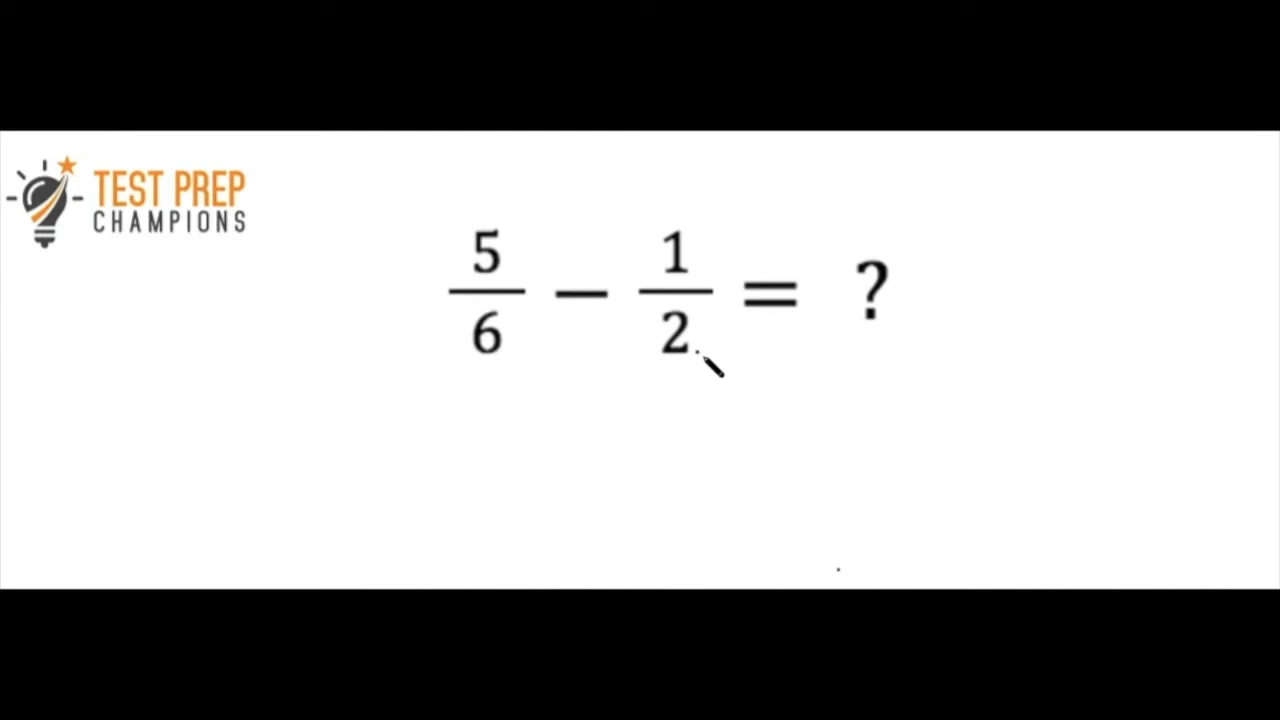 TEST PREP
CHAMPIONS
5/6 − 1/2 = ?